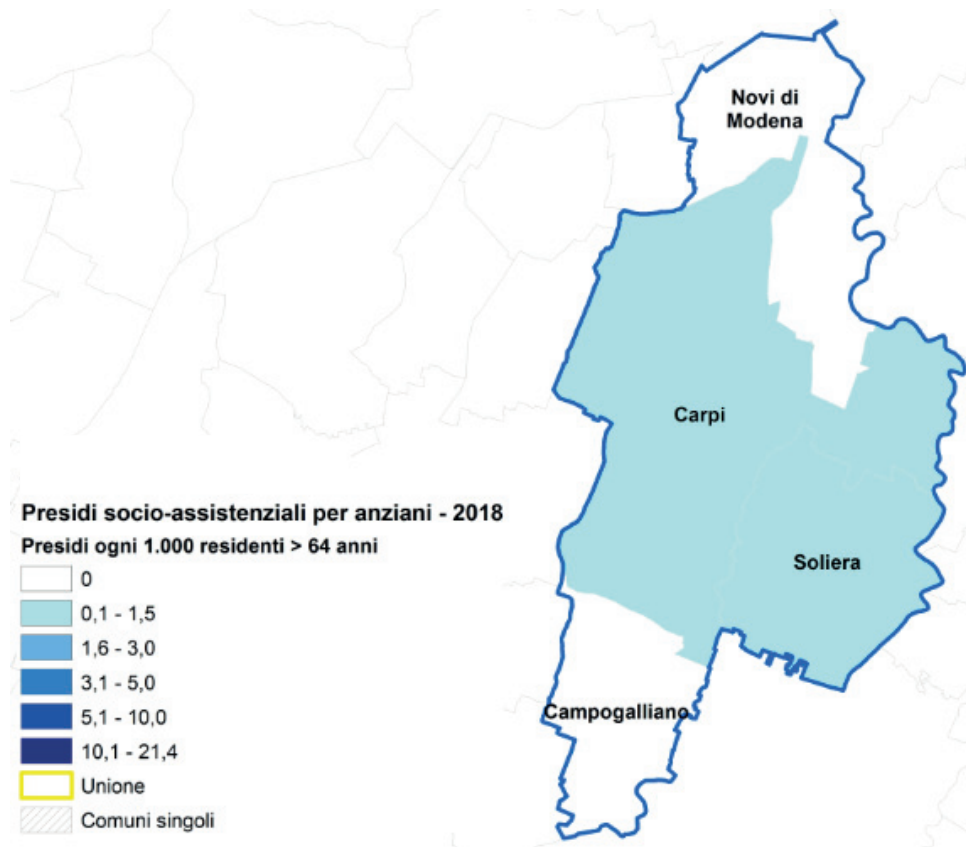 Novi di
Modena
Carpi
Presidi socio-assistenziali per anziani - 2018
Presidi ogni 1.000 residenti > 64 anni
0
0,1 - 1,5
1,6 - 3,0
3,1 - 5,0
5,1 - 10,0
10,1 - 21,4
Unione
Comuni singoli
Soliera
Campogalliano